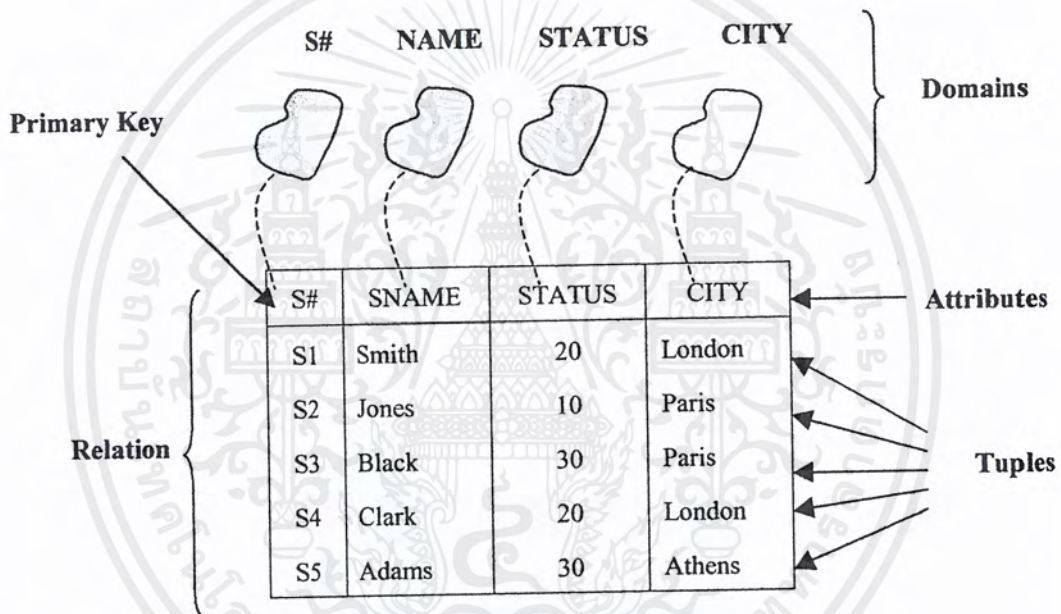 S# NAME STATUS CITY
Domains
Primary Key
S# SNAME STATUS CITY
Attributes
S1 Smith 20 London
S2 Jones 10 Paris
Relation
S3 Black 30 Paris
Tuples
S4 Clark 20 London
S5 Adams 30 Athens